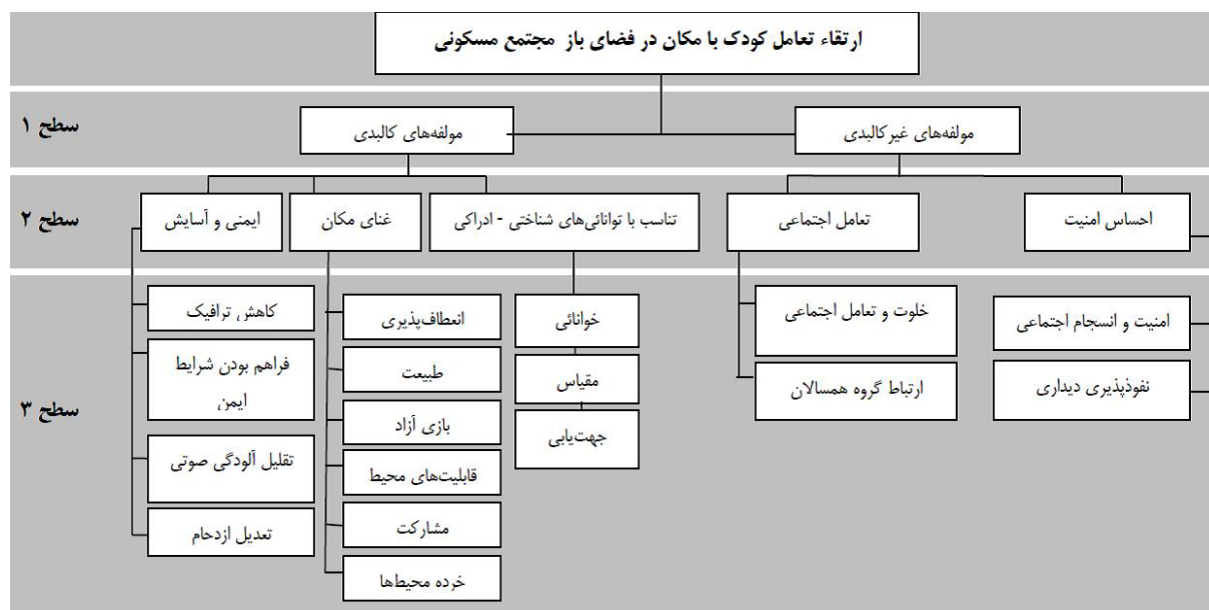 ارتقاء تعامل کودک با مکان در فضای باز مجتمع مسکونی
سطح ۱
مولفه‌های غیرکالبدی
مولفه‌های کالبدی
سطح ۲
احساس امنیت
تعامل اجتماعی
تناسب با توانائی‌های شناختی - ادراکی
غنای مکان
ایمنی و آسایش
سطح ۳
امنیت و انسجام اجتماعی
نفوذپذیری دیداری
خلوت و تعامل اجتماعی
ارتباط گروه همسالان
خوانائی
مقیاس
جهت‌یابی
انعطاف‌پذیری
طبیعت
بازی آزاد
قابلیت‌های محیط
مشارکت
خرده محیط‌ها
کاهش ترافیک
فراهم بودن شرایط
ایمن
تقلیل آلودگی صوتی
تعدیل ازدحام